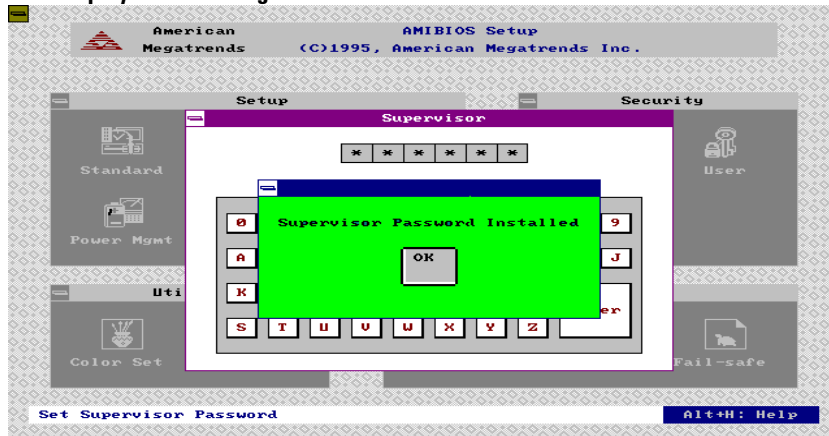 American
Megatrends
AMIBIOS Setup
(C)1995, American Megatrends Inc.
Setup
Security
Supervisor
* * * * * *
Standard
User
Supervisor Password Installed
OK
0
9
Power Mgmt
A
J
Uti
K
er
S T U V W X Y Z
Color Set
Fail-safe
Set Supervisor Password
Alt+H: Help